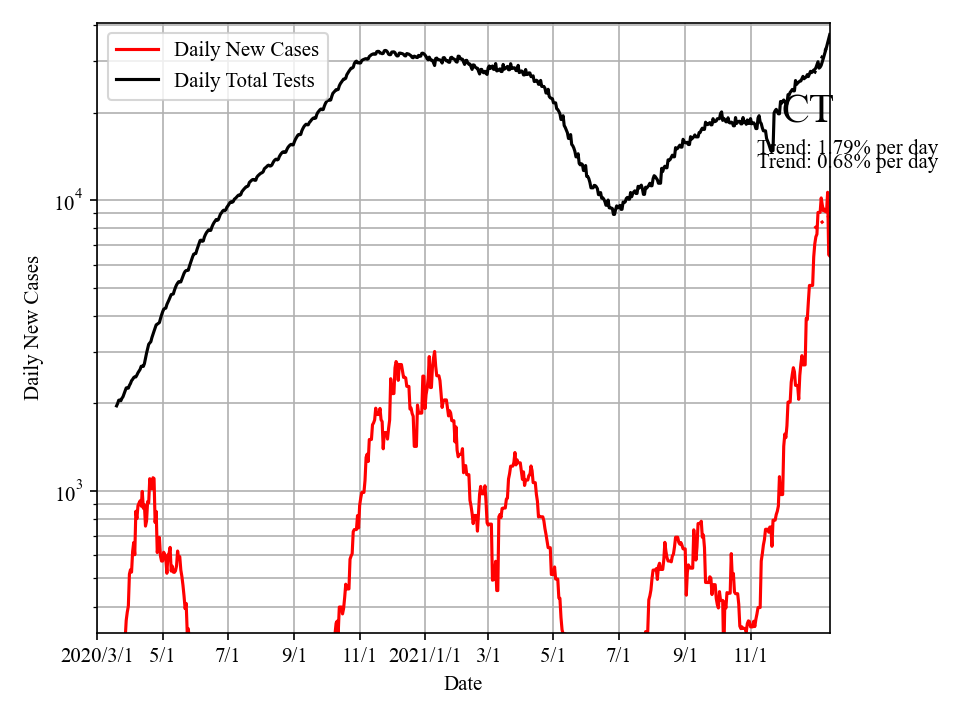 Daily New Cases
Daily Total Tests
CT
Trend: 1.79% per day
Trend: 0.68% per day
10^4
10^3
Daily New Cases
2020/3/1 5/1 7/1 9/1 11/1 2021/1/1 3/1 5/1 7/1 9/1 11/1
Date